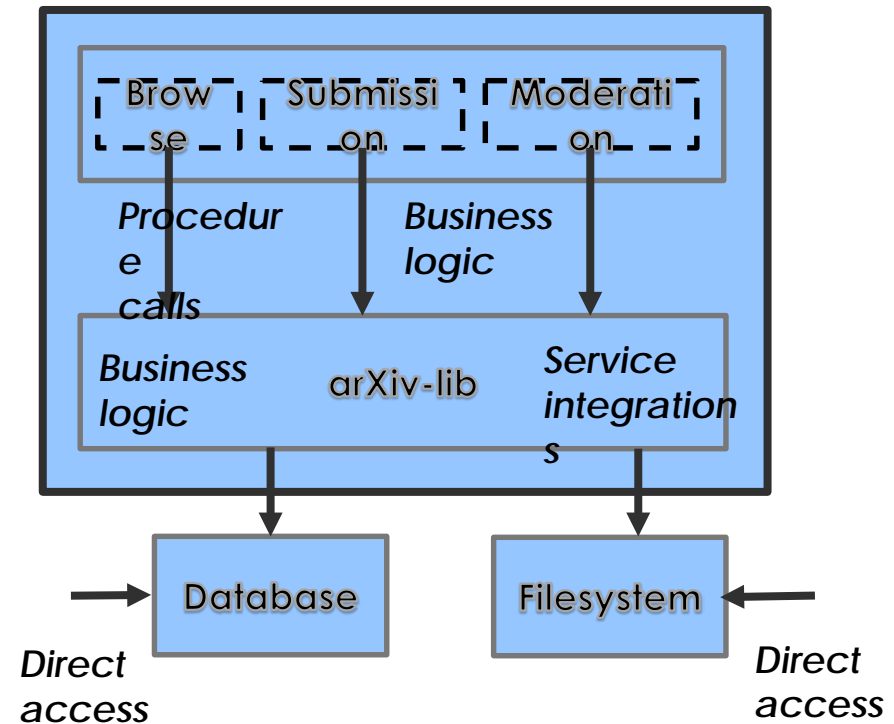 Brow
se
Submissi
on
Moderati
on
Procedur
e
calls
Business
logic
Business
logic
arXiv-lib
Service
integration
s
Database
Filesystem
Direct
access
Direct
access